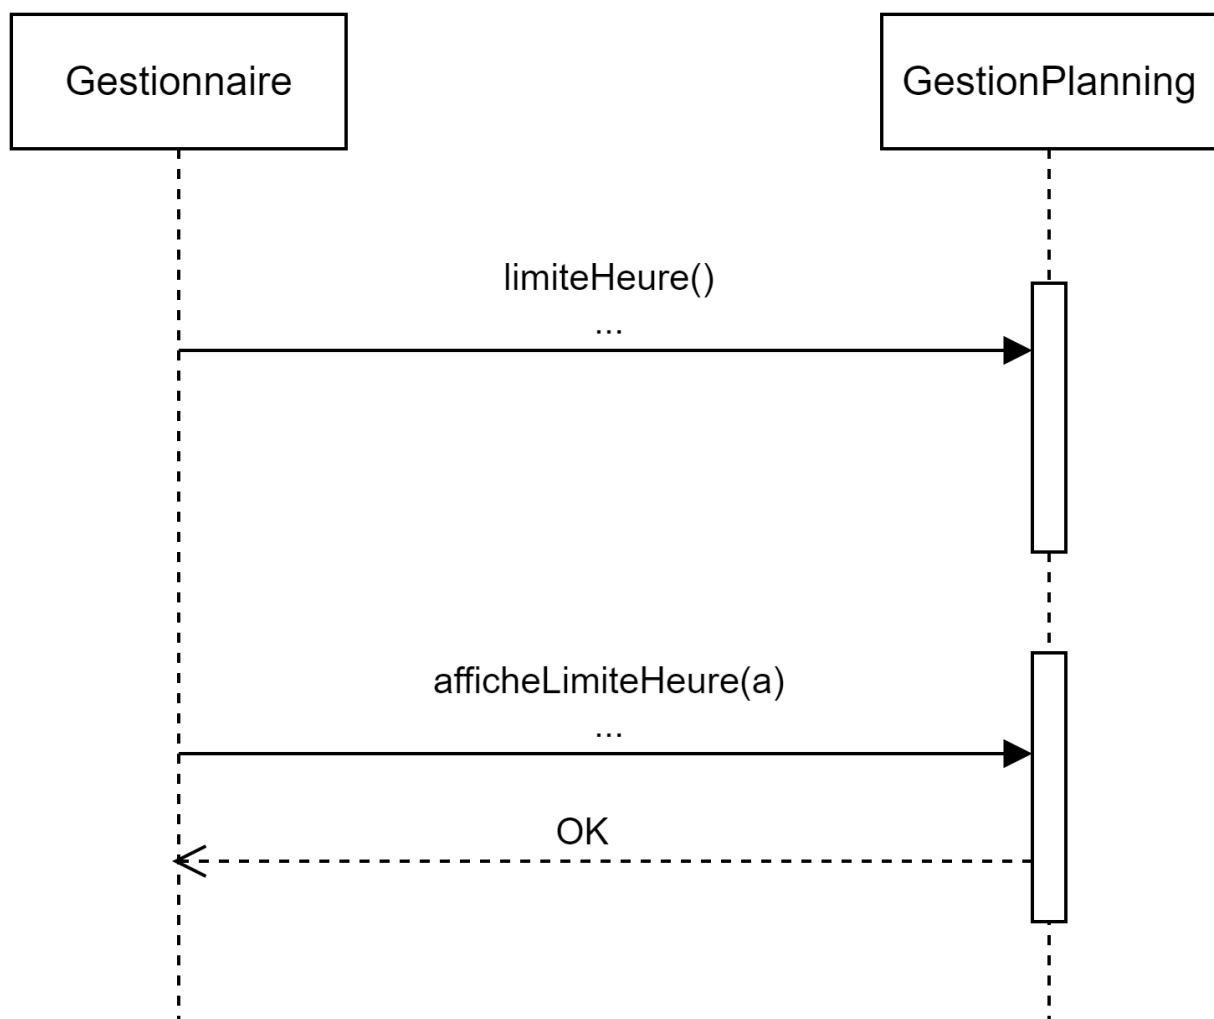 Gestionnaire
GestionPlanning
limiteHeure()
...
afficheLimiteHeure(a)
...
OK